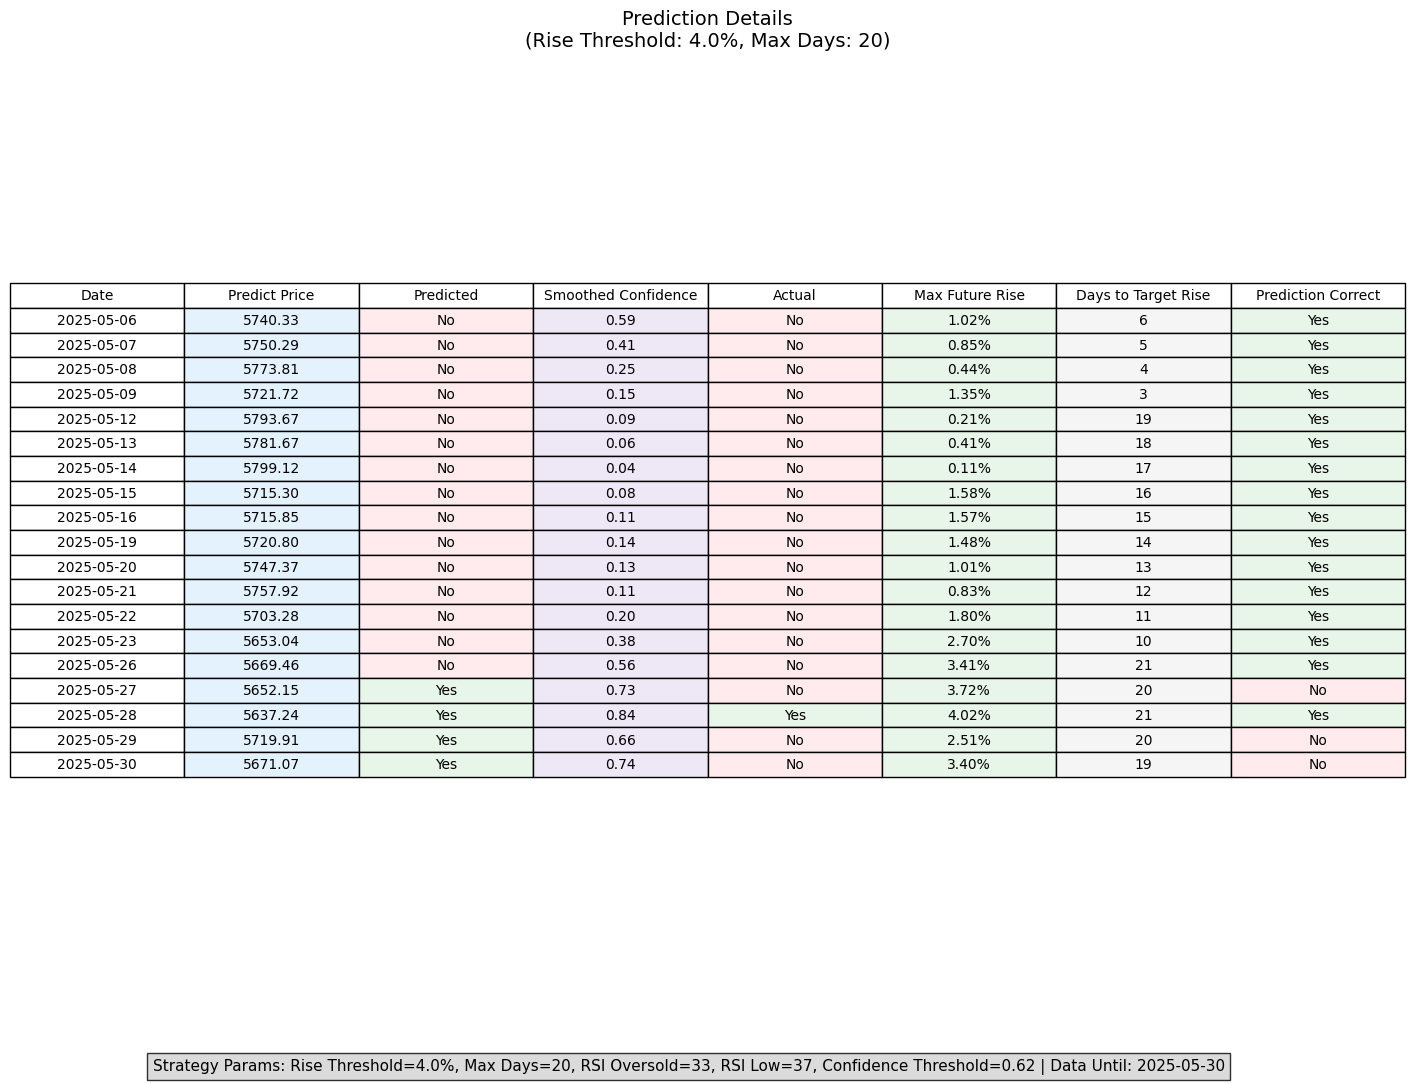 Prediction Details
(Rise Threshold: 4.0%, Max Days: 20)
Date Predict Price Predicted Smoothed Confidence Actual Max Future Rise Days to Target Rise Prediction Correct
2025-05-06 5740.33 No 0.59 No 1.02% 6 Yes
2025-05-07 5750.29 No 0.41 No 0.85% 5 Yes
2025-05-08 5773.81 No 0.25 No 0.44% 4 Yes
2025-05-09 5721.72 No 0.15 No 1.35% 3 Yes
2025-05-12 5793.67 No 0.09 No 0.21% 19 Yes
2025-05-13 5781.67 No 0.06 No 0.41% 18 Yes
2025-05-14 5799.12 No 0.04 No 0.11% 17 Yes
2025-05-15 5715.30 No 0.08 No 1.58% 16 Yes
2025-05-16 5715.85 No 0.11 No 1.57% 15 Yes
2025-05-19 5720.80 No 0.14 No 1.48% 14 Yes
2025-05-20 5747.37 No 0.13 No 1.01% 13 Yes
2025-05-21 5757.92 No 0.11 No 0.83% 12 Yes
2025-05-22 5703.28 No 0.20 No 1.80% 11 Yes
2025-05-23 5653.04 No 0.38 No 2.70% 10 Yes
2025-05-26 5669.46 No 0.56 No 3.41% 21 Yes
2025-05-27 5652.15 Yes 0.73 No 3.72% 20 No
2025-05-28 5637.24 Yes 0.84 Yes 4.02% 21 Yes
2025-05-29 5719.91 Yes 0.66 No 2.51% 20 No
2025-05-30 5671.07 Yes 0.74 No 3.40% 19 No
Strategy Params: Rise Threshold=4.0%, Max Days=20, RSI Oversold=33, RSI Low=37, Confidence Threshold=0.62 | Data Until: 2025-05-30